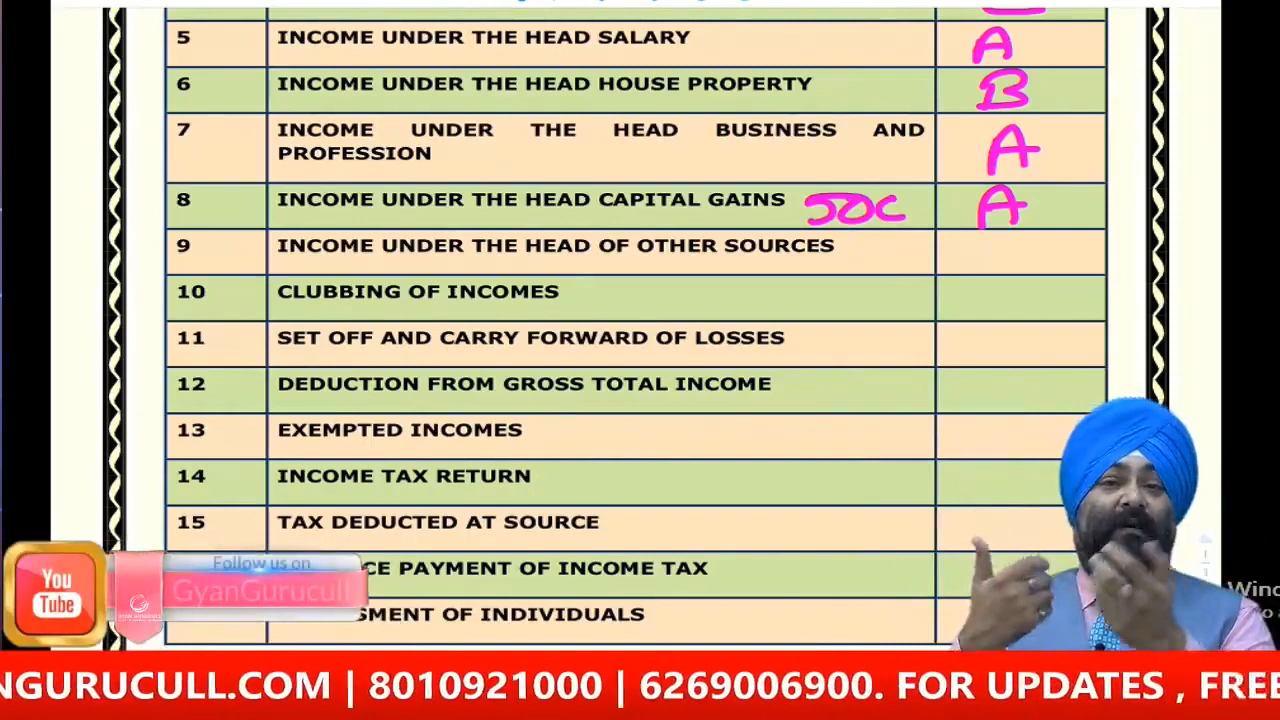 5 INCOME UNDER THE HEAD SALARY A
6 INCOME UNDER THE HEAD HOUSE PROPERTY B
7 INCOME UNDER THE HEAD BUSINESS AND
PROFESSION A
8 INCOME UNDER THE HEAD CAPITAL GAINS 50C A
9 INCOME UNDER THE HEAD OF OTHER SOURCES
10 CLUBBING OF INCOMES
11 SET OFF AND CARRY FORWARD OF LOSSES
12 DEDUCTION FROM GROSS TOTAL INCOME
13 EXEMPTED INCOMES
14 INCOME TAX RETURN
15 TAX DEDUCTED AT SOURCE
CE PAYMENT OF INCOME TAX
SMENT OF INDIVIDUALS
You
Tube
Follow us on
GyanGurucull
NGURUCULL.COM | 8010921000 | 6269006900. FOR UPDATES , FREE